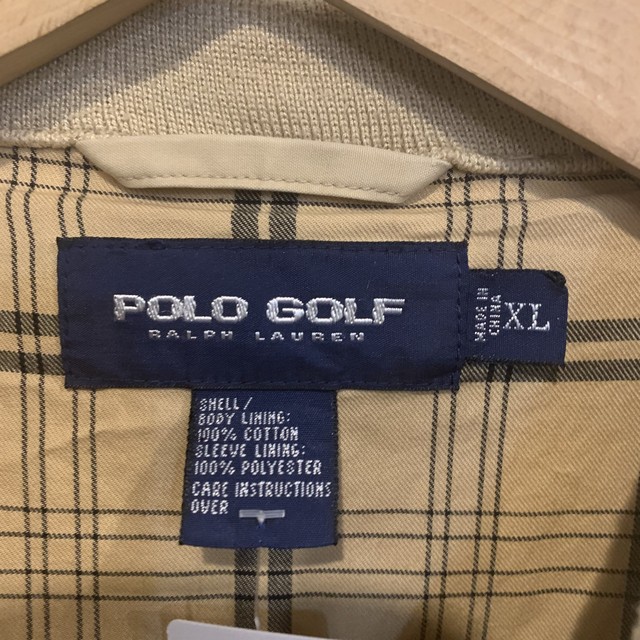 POLO GOLF
RALPH LAUREN
MADE IN
CHINA
XL
SHELL/
BODY LINING:
100% COTTON
SLEEVE LINING:
100% POLYESTER
CARE INSTRUCTIONS
OVER